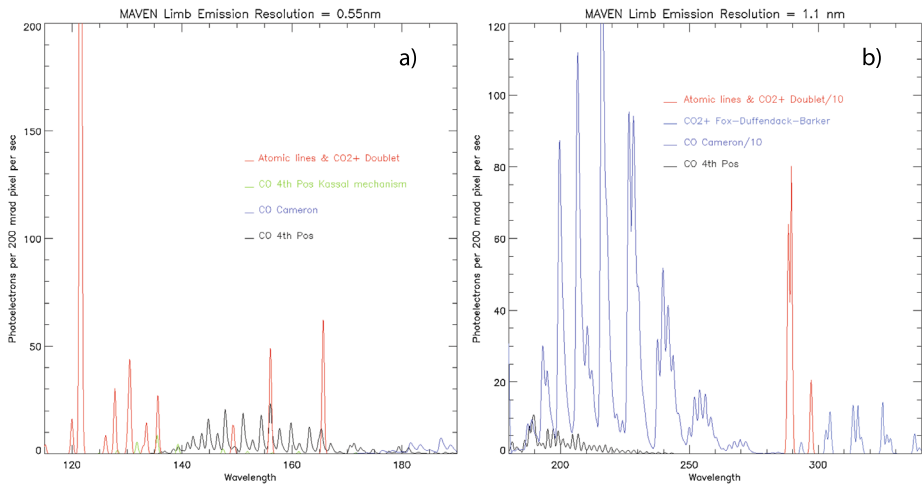 MAVEN Limb Emission Resolution = 0.55nm
a)
200
150
100
50
0
Photoelectrons per 200 mrad pixel per sec
Atomic lines & CO2+ Doublet
CO 4th Pos Kassal mechanism
CO Cameron
CO 4th Pos
120 140 160 180
Wavelength
MAVEN Limb Emission Resolution = 1.1 nm
b)
120
100
80
60
40
20
0
Photoelectrons per 200 mrad pixel per sec
Atomic lines & CO2+ Doublet/10
CO2+ Fox-Duffendack-Barker
CO Cameron/10
CO 4th Pos
200 250 300
Wavelength